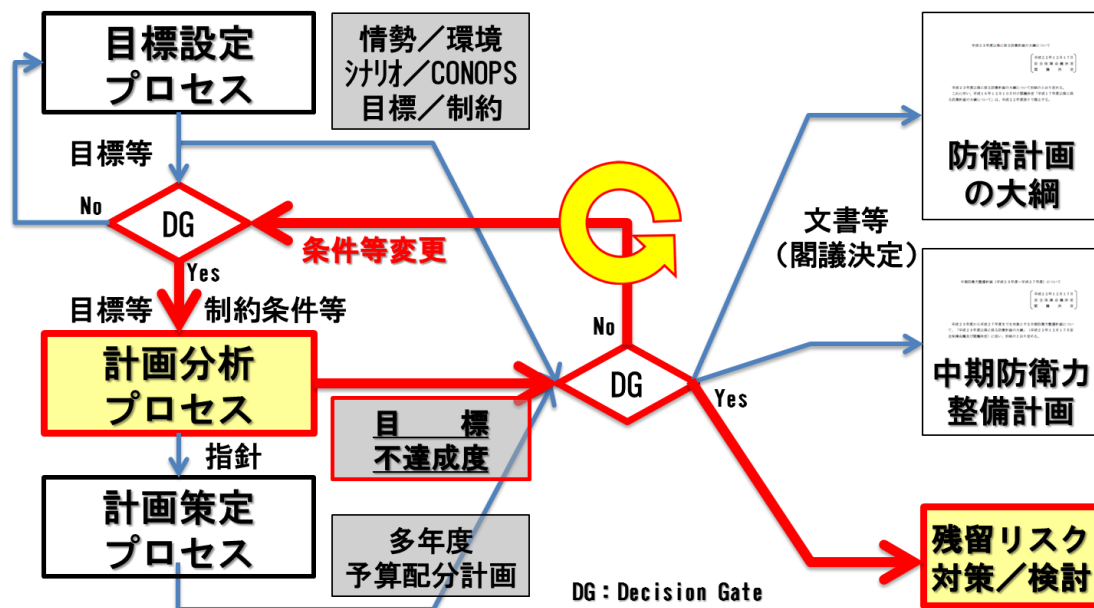 目標設定
プロセス
情勢／環境
ｼﾅﾘｵ／CONOPS
目標／制約
目標等
No
DG
Yes
条件等変更
目標等
制約条件等
計画分析
プロセス
目　標
不達成度
指針
計画策定
プロセス
多年度
予算配分計画
No
DG
Yes
文書等
（閣議決定）
防衛計画
の大綱
中期防衛力
整備計画
残留リスク
対策／検討
DG：Decision Gate